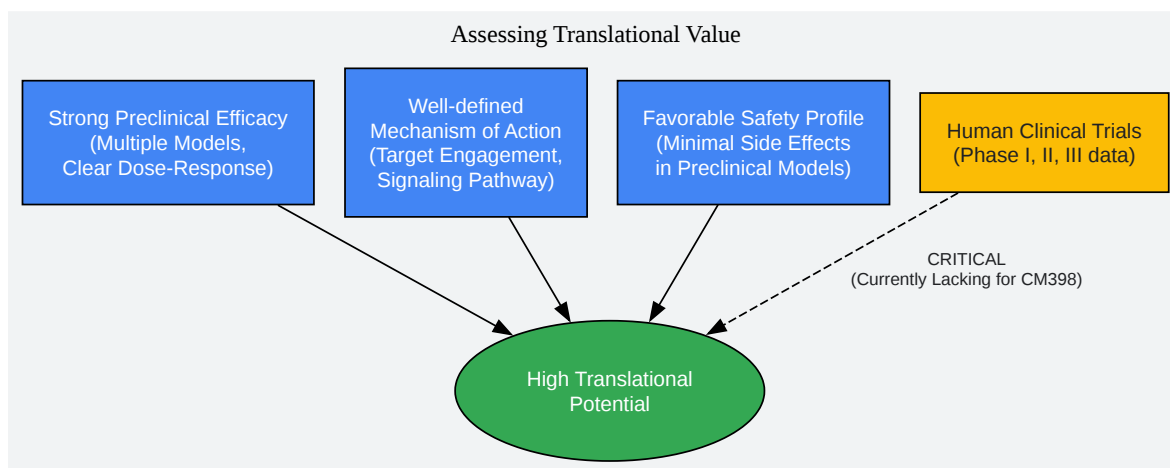 Assessing Translational Value
Strong Preclinical Efficacy
(Multiple Models,
Clear Dose-Response)
Well-defined
Mechanism of Action
(Target Engagement,
Signaling Pathway)
Favorable Safety Profile
(Minimal Side Effects
in Preclinical Models)
Human Clinical Trials
(Phase I, II, III data)
CRITICAL
(Currently Lacking for CM398)
High Translational
Potential